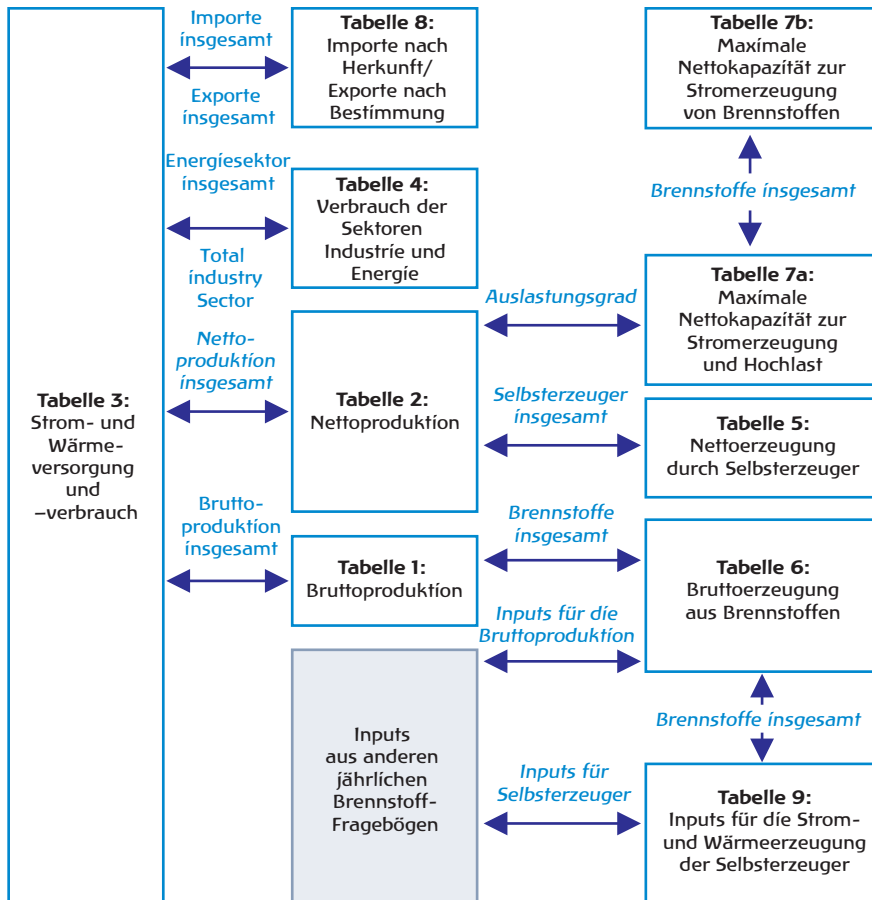 Tabelle 3:
Strom- und
Wärme-
versorgung
und
–verbrauch
Importe
insgesamt
Exporte
insgesamt
Energiesektor
insgesamt
Total
industry
Sector
Netto-
produktion
insgesamt
Brutto-
produktion
insgesamt
Tabelle 8:
Importe nach
Herkunft/
Exporte nach
Bestimmung
Tabelle 4:
Verbrauch der
Sektoren
Industrie und
Energie
Tabelle 2:
Nettoproduktion
Tabelle 1:
Bruttoproduktion
Inputs
aus anderen
jährlichen
Brennstoff-
Fragebögen
Auslastungsgrad
Selbsterzeuger
insgesamt
Brennstoffe
insgesamt
Inputs für die
Bruttoproduktion
Inputs für
Selbsterzeuger
Tabelle 7b:
Maximale
Nettokapazität zur
Stromerzeugung
von Brennstoffen
Brennstoffe insgesamt
Tabelle 7a:
Maximale
Nettokapazität zur
Stromerzeugung
und Hochlast
Tabelle 5:
Nettoerzeugung
durch Selbsterzeuger
Tabelle 6:
Bruttoerzeugung
aus Brennstoffen
Brennstoffe insgesamt
Tabelle 9:
Inputs für die Strom-
und Wärmeerzeugung
der Selbsterzeuger